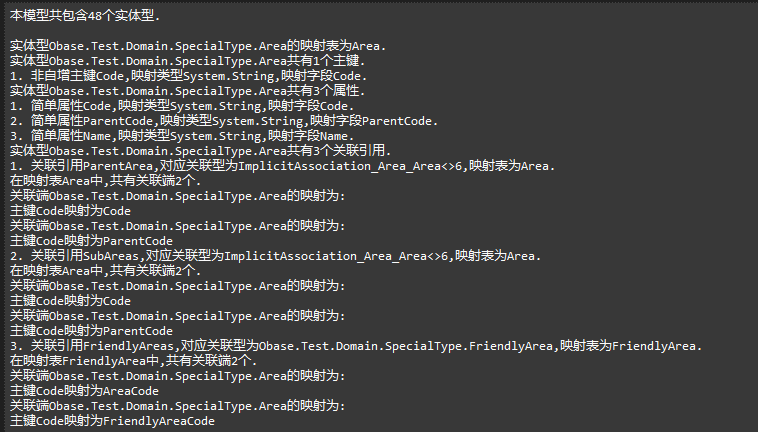 本模型共包含48个实体型.
实体型Obase.Test.Domain.SpecialType.Area的映射表为Area.
实体型Obase.Test.Domain.SpecialType.Area共有1个主键.
1. 非自增主键Code,映射类型System.String,映射字段Code.
实体型Obase.Test.Domain.SpecialType.Area共有3个属性.
1. 简单属性Code,映射类型System.String,映射字段Code.
2. 简单属性ParentCode,映射类型System.String,映射字段ParentCode.
3. 简单属性Name,映射类型System.String,映射字段Name.
实体型Obase.Test.Domain.SpecialType.Area共有3个关联引用.
1. 关联引用ParentArea,对应关联型为ImplicitAssociation_Area_Area<>6,映射表为Area.
在映射表Area中,共有关联端2个.
关联端Obase.Test.Domain.SpecialType.Area的映射为:
主键Code映射为Code
关联端Obase.Test.Domain.SpecialType.Area的映射为:
主键Code映射为ParentCode
2. 关联引用SubAreas,对应关联型为ImplicitAssociation_Area_Area<>6,映射表为Area.
在映射表Area中,共有关联端2个.
关联端Obase.Test.Domain.SpecialType.Area的映射为:
主键Code映射为Code
关联端Obase.Test.Domain.SpecialType.Area的映射为:
主键Code映射为ParentCode
3. 关联引用FriendlyAreas,对应关联型为Obase.Test.Domain.SpecialType.FriendlyArea,映射表为FriendlyArea.
在映射表FriendlyArea中,共有关联端2个.
关联端Obase.Test.Domain.SpecialType.Area的映射为:
主键Code映射为AreaCode
关联端Obase.Test.Domain.SpecialType.Area的映射为:
主键Code映射为FriendlyAreaCode